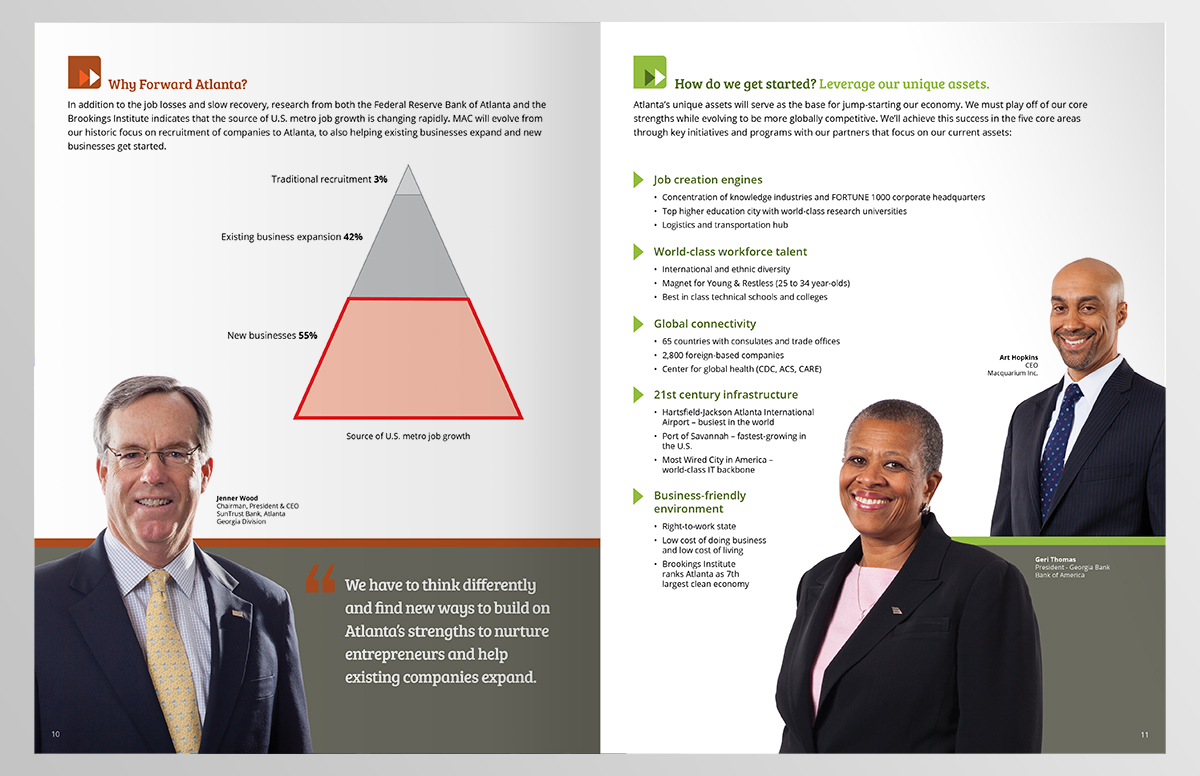 Why Forward Atlanta?
In addition to the job losses and slow recovery, research from both the Federal Reserve Bank of Atlanta and the
Brookings Institute indicates that the source of U.S. metro job growth is changing rapidly. MAC will evolve from
our historic focus on recruitment of companies to Atlanta, to also helping existing businesses expand and new
businesses get started.
Traditional recruitment 3%
Existing business expansion 42%
New businesses 55%
Source of U.S. metro job growth
Jenner Wood
Chairman, President & CEO
SunTrust Bank, Atlanta
Georgia Division
“ We have to think differently
and find new ways to build on
Atlanta's strengths to nurture
entrepreneurs and help
existing companies expand.
10
How do we get started? Leverage our unique assets.
Atlanta's unique assets will serve as the base for jump-starting our economy. We must play off of our core
strengths while evolving to be more globally competitive. We'll achieve this success in the five core areas
through key initiatives and programs with our partners that focus on our current assets:
Job creation engines
• Concentration of knowledge industries and FORTUNE 1000 corporate headquarters
• Top higher education city with world-class research universities
• Logistics and transportation hub
World-class workforce talent
• International and ethnic diversity
• Magnet for Young & Restless (25 to 34 year-olds)
• Best in class technical schools and colleges
Global connectivity
• 65 countries with consulates and trade offices
• 2,800 foreign-based companies
• Center for global health (CDC, ACS, CARE)
21st century infrastructure
• Hartsfield-Jackson Atlanta International
Airport – busiest in the world
• Port of Savannah – fastest-growing in
the U.S.
• Most Wired City in America –
world-class IT backbone
Business-friendly
environment
• Right-to-work state
• Low cost of doing business
and low cost of living
• Brookings Institute
ranks Atlanta as 7th
largest clean economy
Art Hopkins
CEO
Macquarium Inc.
Geri Thomas
President - Georgia Bank
Bank of America
11